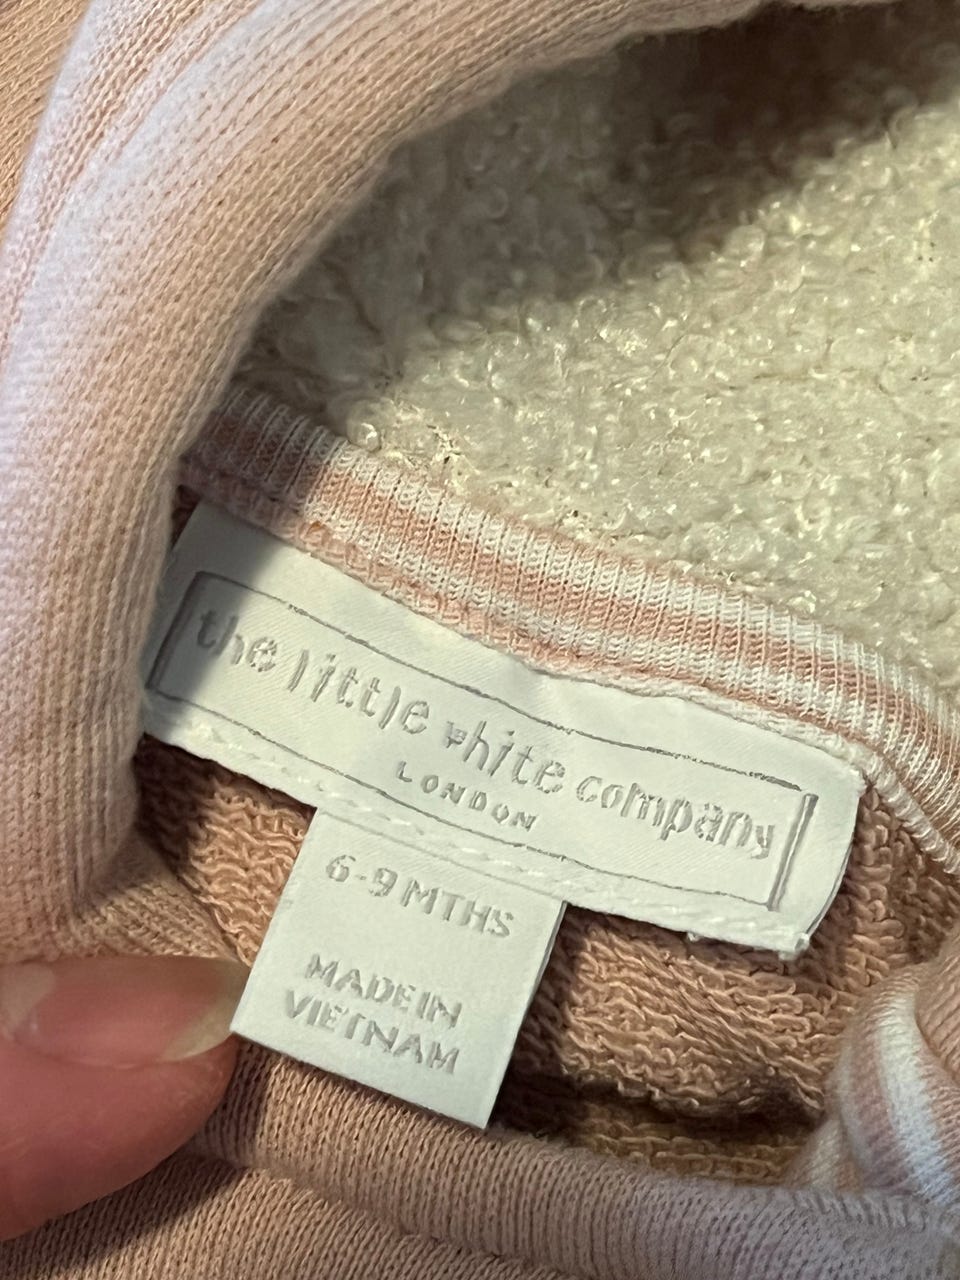 the little white company
LONDON
6-9 MTHS
MADE IN
VIETNAM